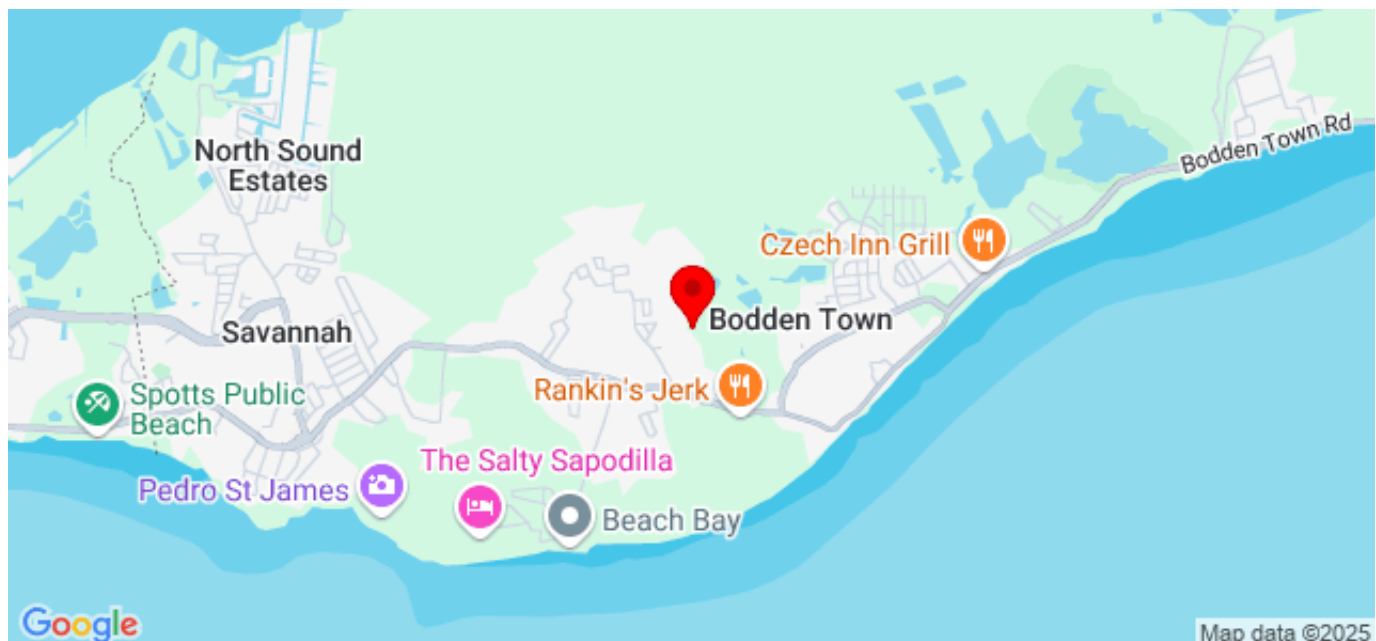 North Sound
Estates
Bodden Town Rd
Czech Inn Grill
Bodden Town
Savannah
Rankin's Jerk
Spotts Public
Beach
The Salty Sapodilla
Pedro St James
Beach Bay
Google
Map data ©2025